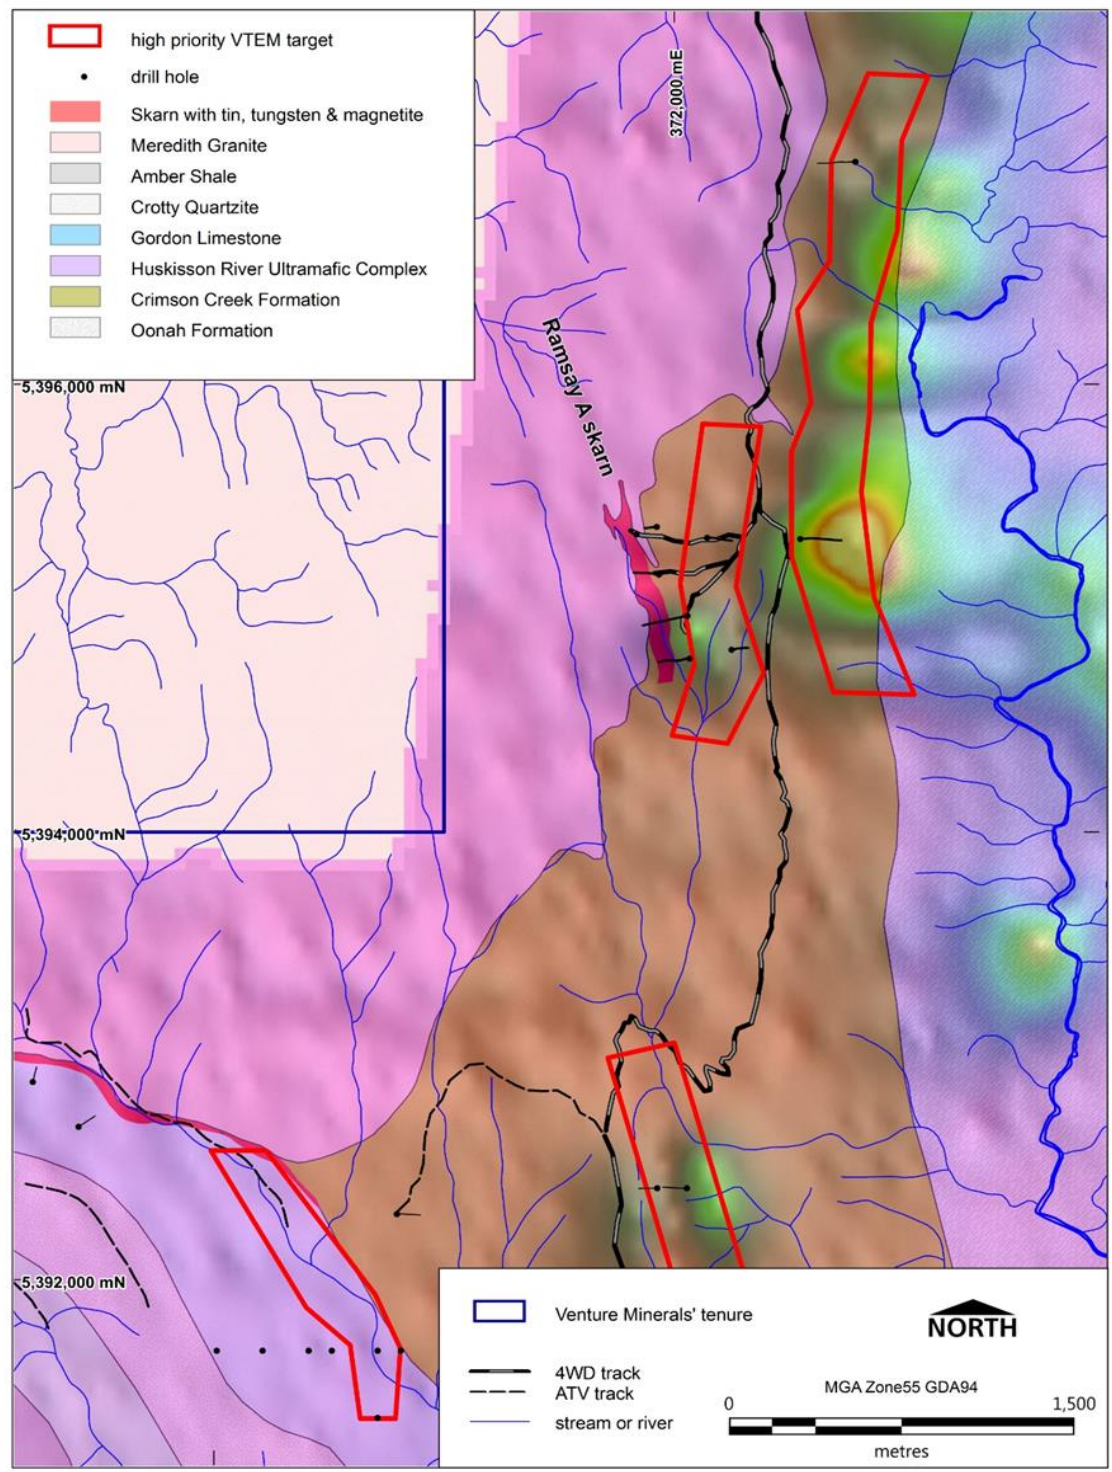 high priority VTEM target
drill hole
Skarn with tin, tungsten & magnetite
Meredith Granite
Amber Shale
Crotty Quartzite
Gordon Limestone
Huskisson River Ultramafic Complex
Crimson Creek Formation
Oonah Formation
372,000 mE
5,396,000 mN
Ramsay A skarn
5,394,000 mN
5,392,000 mN
Venture Minerals' tenure
NORTH
4WD track
ATV track
stream or river
MGA Zone55 GDA94
0 1,500
metres